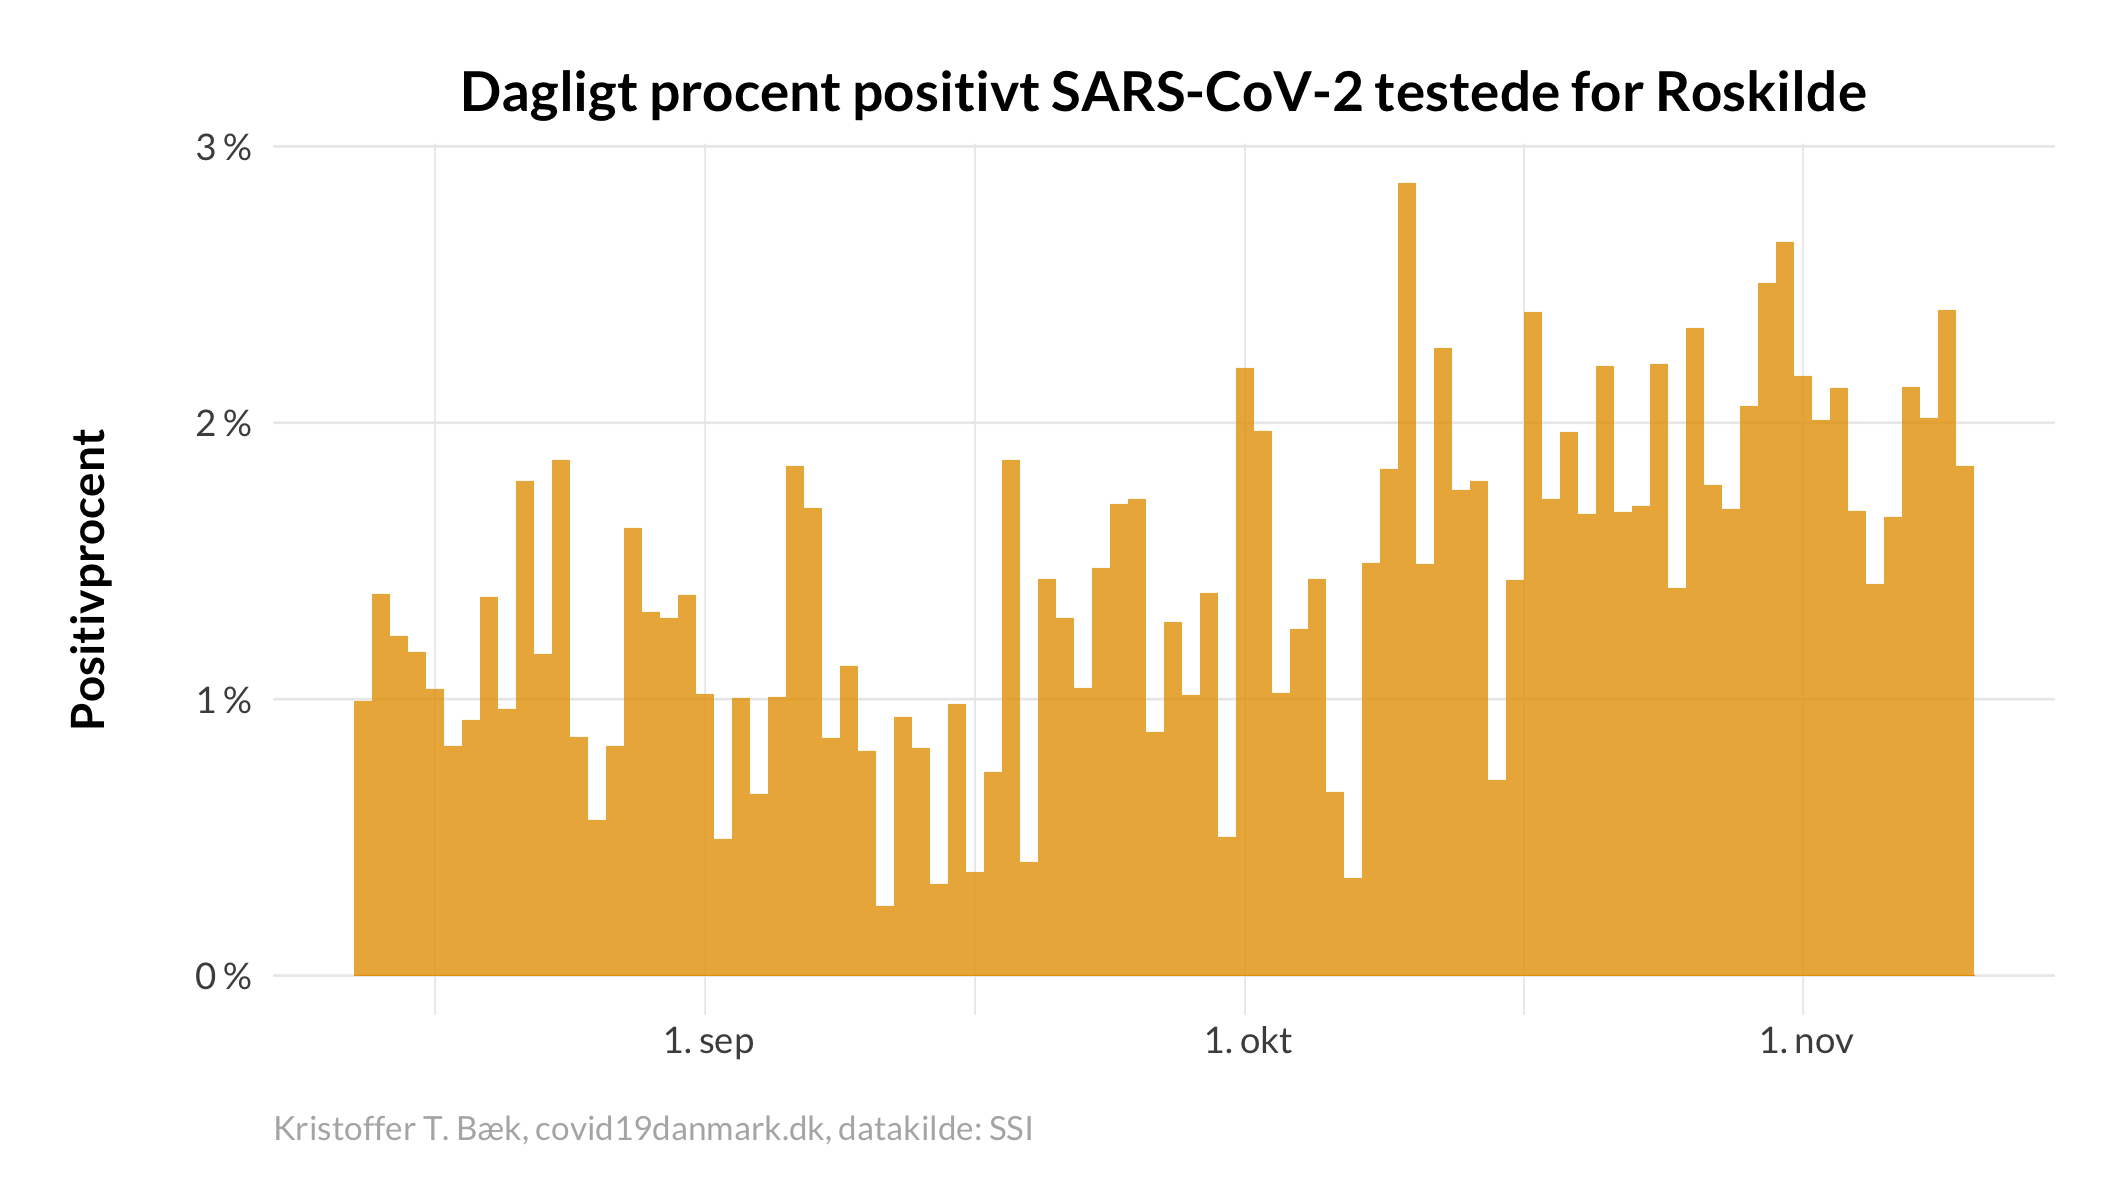 Dagligt procent positivt SARS-CoV-2 testede for Roskilde
Positivprocent
3 %
2 %
1 %
0 %
1. sep
1. okt
1. nov
Kristoffer T. Bæk, covid19danmark.dk, datakilde: SSI